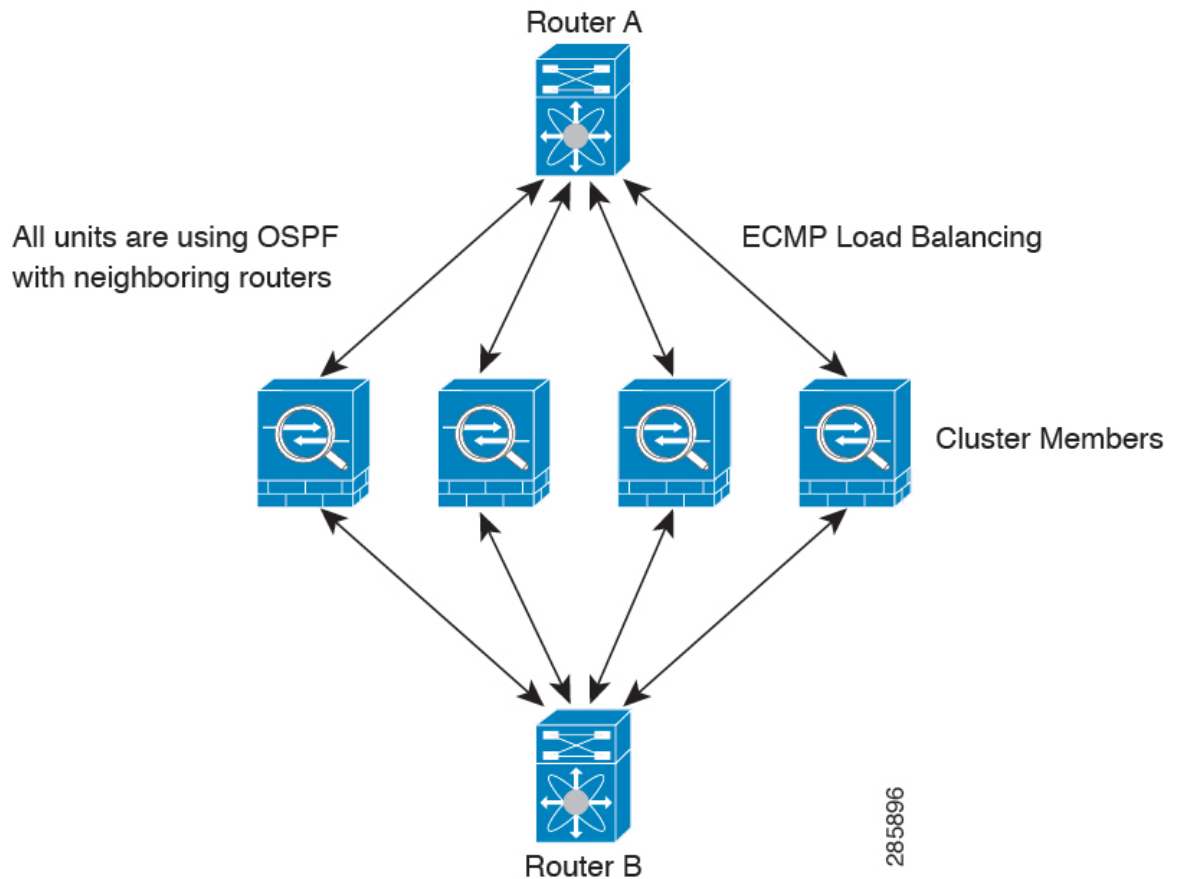 Router A
All units are using OSPF
with neighboring routers
ECMP Load Balancing
Cluster Members
285896
Router B